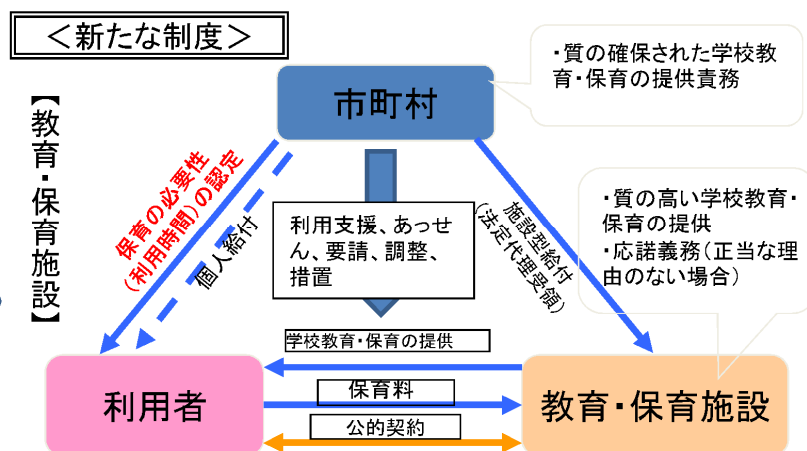 ＜新たな制度＞
【教育・保育施設】
市町村
・質の確保された学校教
育・保育の提供責務
保育の必要性
（利用時間）の認定
個人給付
利用支援、あっせ
ん、要請、調整、
措置
施設型給付
（法定代理受領）
・質の高い学校教育・
保育の提供
・応諾義務（正当な理
由のない場合）
学校教育・保育の提供
保育料
公的契約
利用者
教育・保育施設